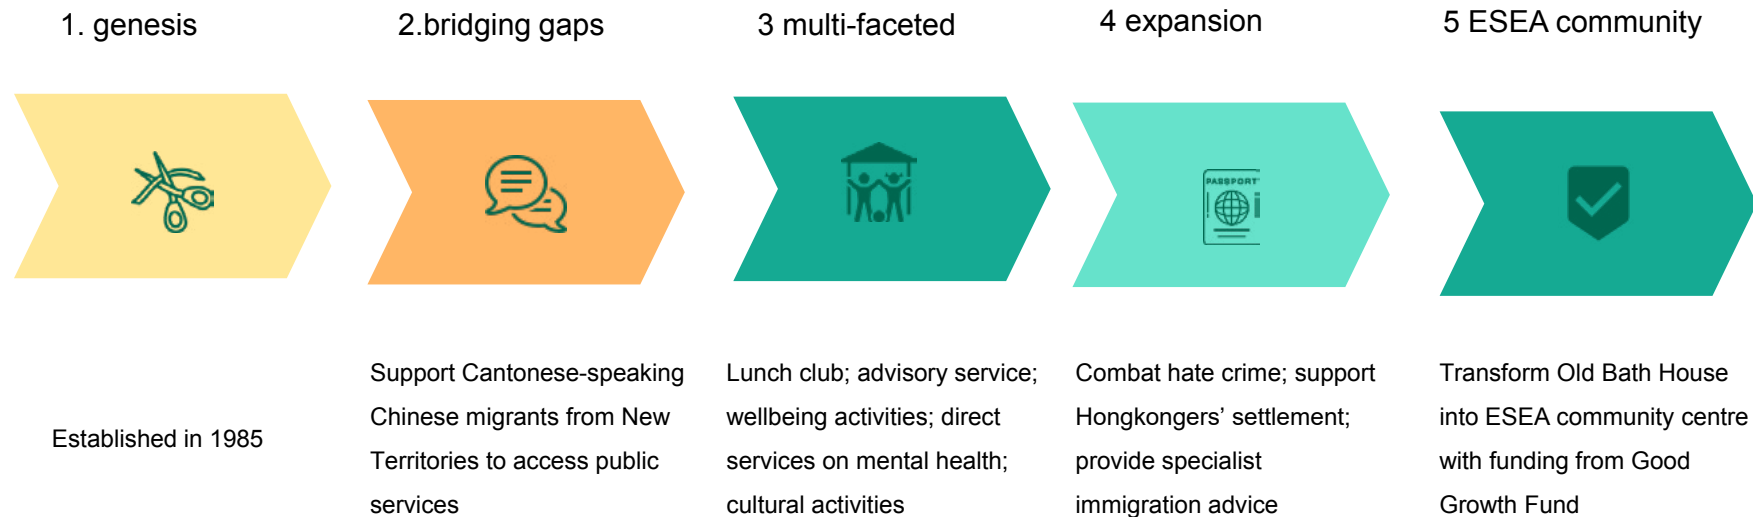 1. genesis
2.bridging gaps
3 multi-faceted
4 expansion
5 ESEA community
PASSPORT
Established in 1985
Support Cantonese-speaking
Chinese migrants from New
Territories to access public
services
Lunch club; advisory service;
wellbeing activities; direct
services on mental health;
cultural activities
Combat hate crime; support
Hongkongers’ settlement;
provide specialist
immigration advice
Transform Old Bath House
into ESEA community centre
with funding from Good
Growth Fund